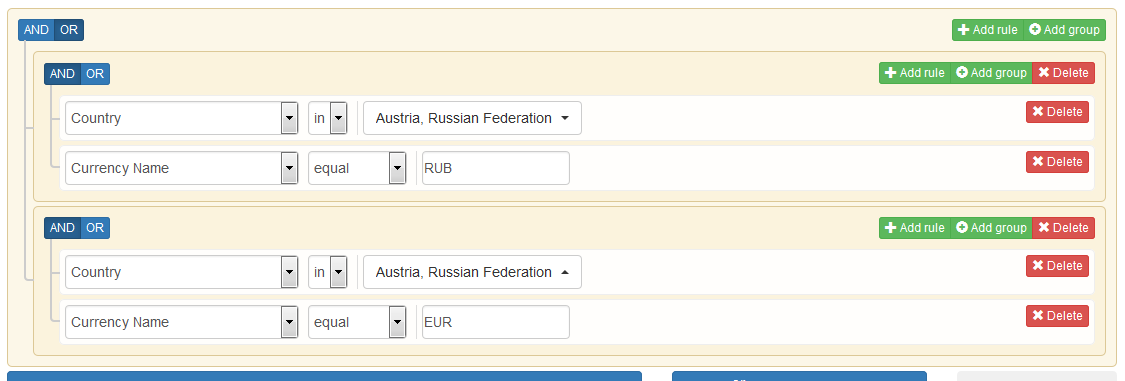 AND OR Add rule Add group
AND OR Add rule Add group Delete
Country in Austria, Russian Federation Delete
Currency Name equal RUB Delete
AND OR Add rule Add group Delete
Country in Austria, Russian Federation Delete
Currency Name equal EUR Delete